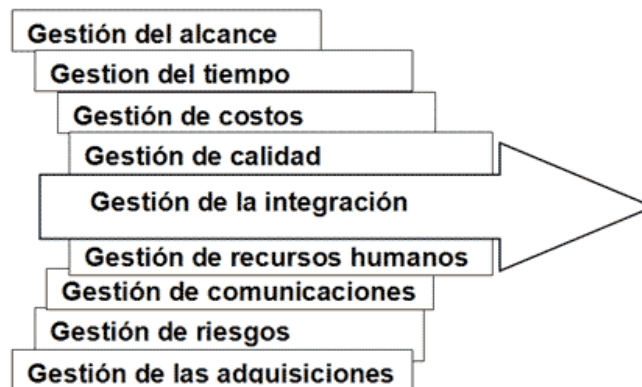 Gestión del alcance
Gestion del tiempo
Gestión de costos
Gestión de calidad
Gestión de la integración
Gestión de recursos humanos
Gestión de comunicaciones
Gestión de riesgos
Gestión de las adquisiciones